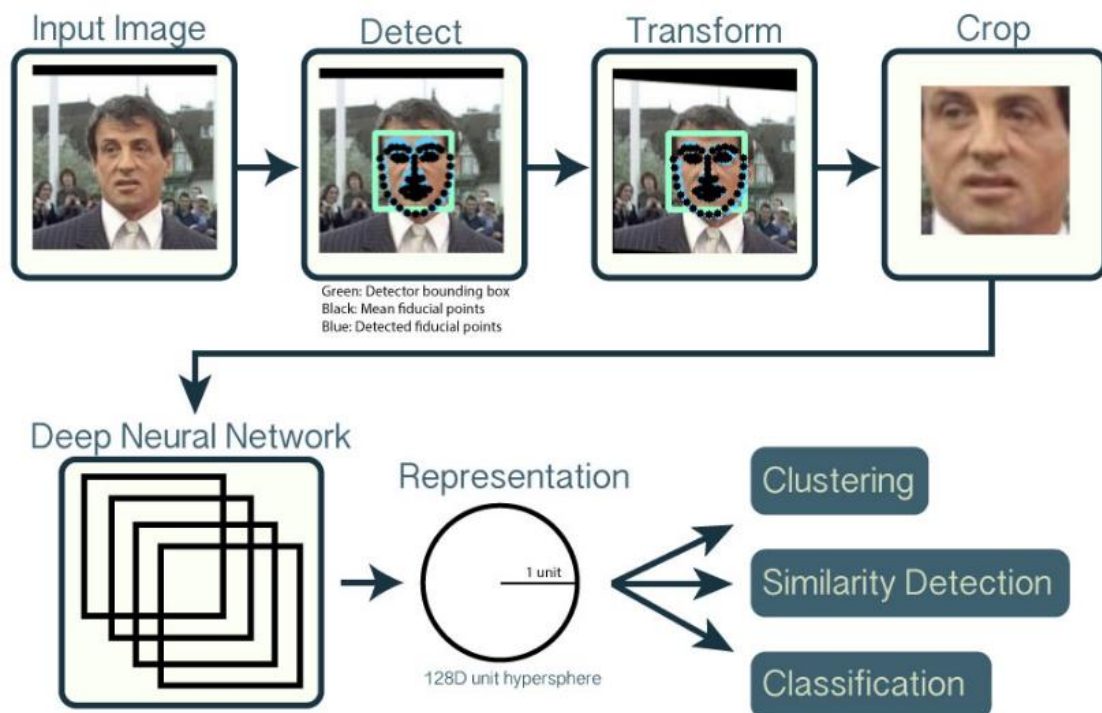 Input Image
Detect
Transform
Crop
Green: Detector bounding box
Black: Mean fiducial points
Blue: Detected fiducial points
Deep Neural Network
Representation
1 unit
128D unit hypersphere
Clustering
Similarity Detection
Classification